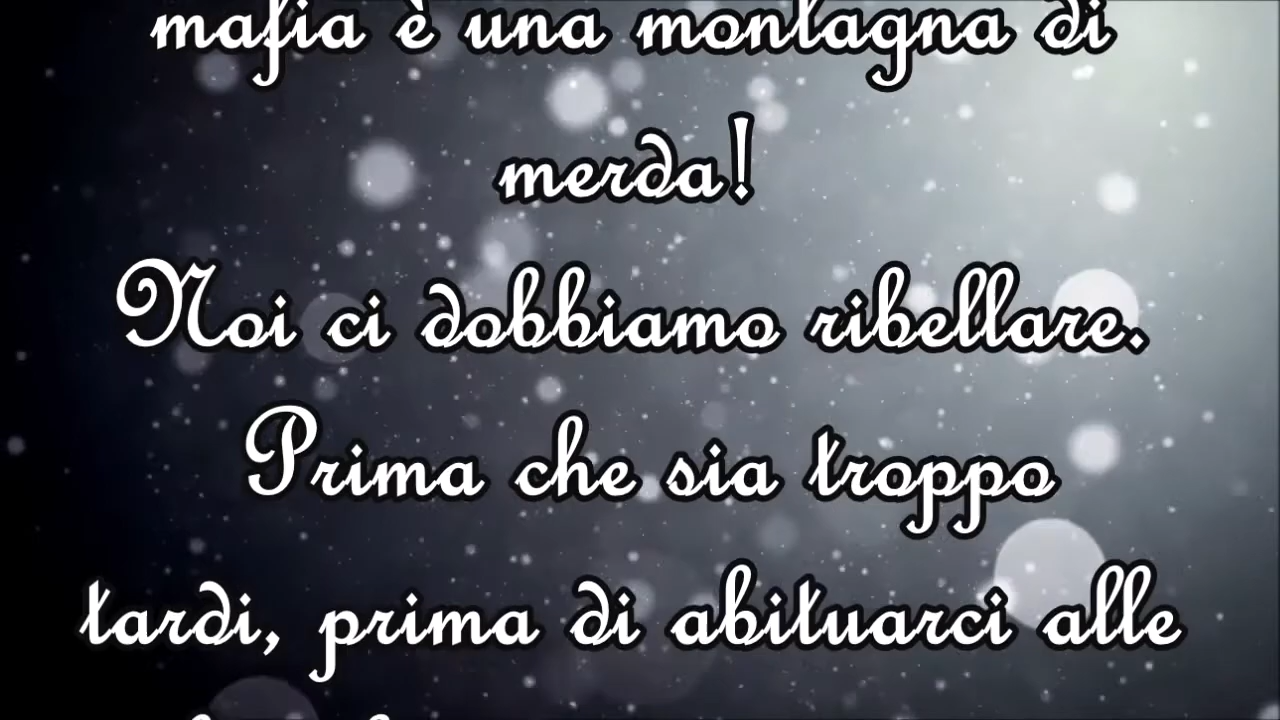 mafia è una montagna di
merda!
Noi ci dobbiamo ribellare.
Prima che sia troppo
tardi, prima di abituarci alle